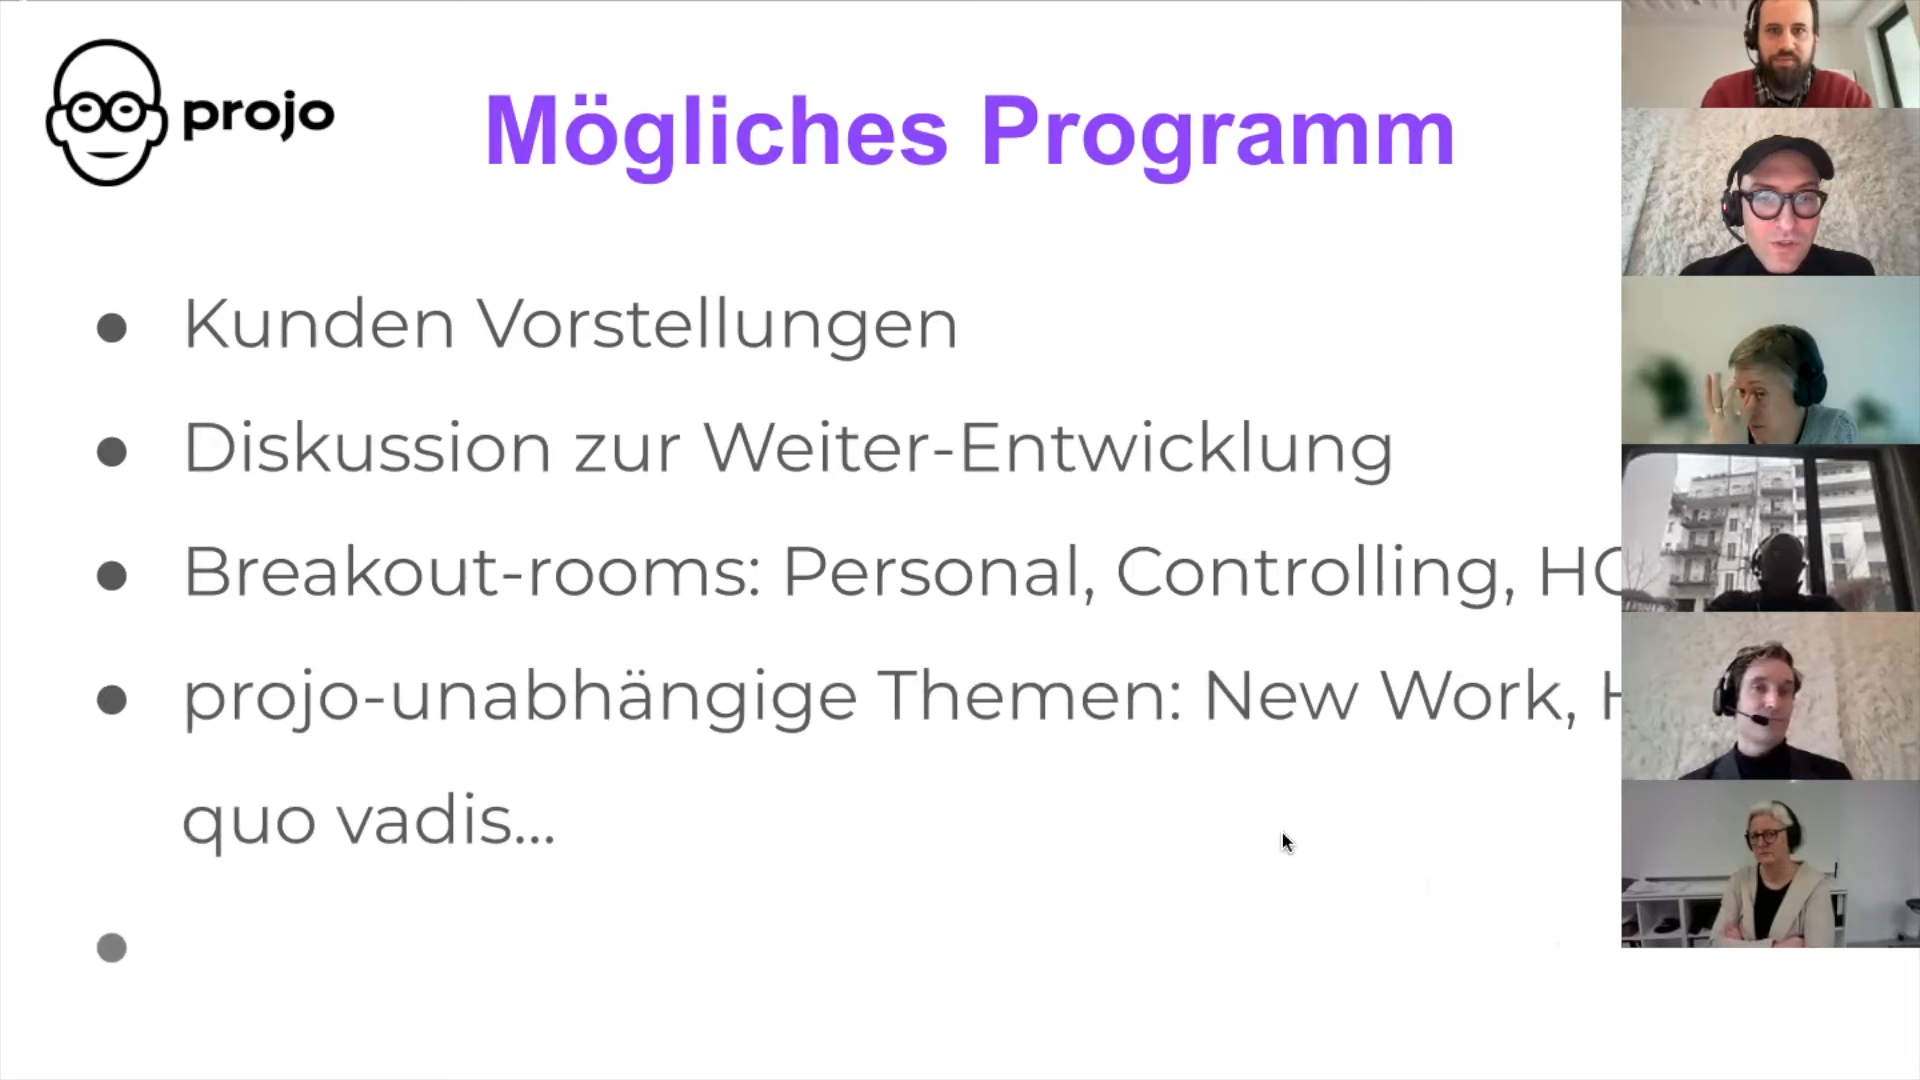 projo
Mögliches Programm
Kunden Vorstellungen
Diskussion zur Weiter-Entwicklung
Breakout-rooms: Personal, Controlling,
projo-unabhängige Themen: New Work,
quo vadis...